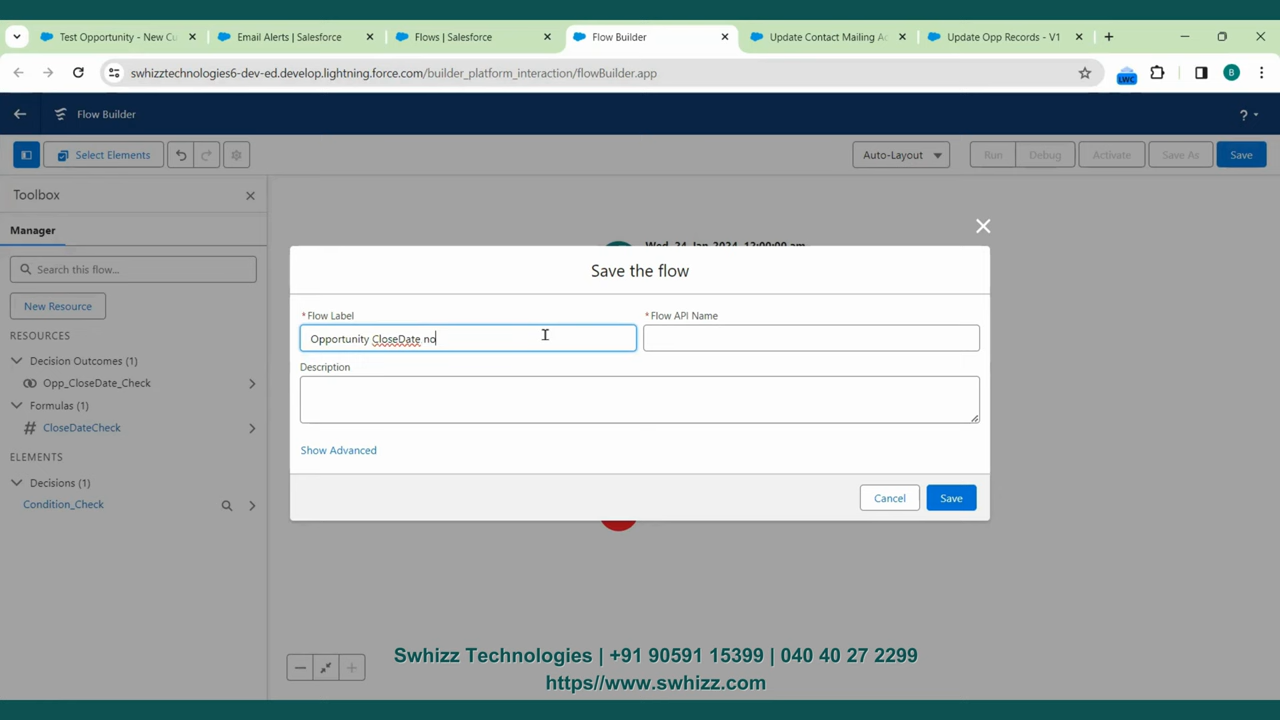 Test Opportunity - New Cu
Email Alerts | Salesforce
Flows | Salesforce
Flow Builder
Update Contact Mailing Ad
Update Opp Records - V1
swhizztechnologies6-dev-ed.develop.lightning.force.com/builder_platform_interaction/flowBuilder.app
LWC
B
Flow Builder
?
Select Elements
Auto-Layout
Run
Debug
Activate
Save As
Save
Toolbox
Manager
Search this flow...
New Resource
RESOURCES
Decision Outcomes (1)
Opp_CloseDate_Check
Formulas (1)
CloseDateCheck
ELEMENTS
Decisions (1)
Condition_Check
Wed, 24 Jan 2024, 12:00:00 am
Save the flow
*Flow Label
*Flow API Name
Opportunity CloseDate no
Description
Show Advanced
Cancel
Save
Swhizz Technologies | +91 90591 15399 | 040 40 27 2299
https//www.swhizz.com